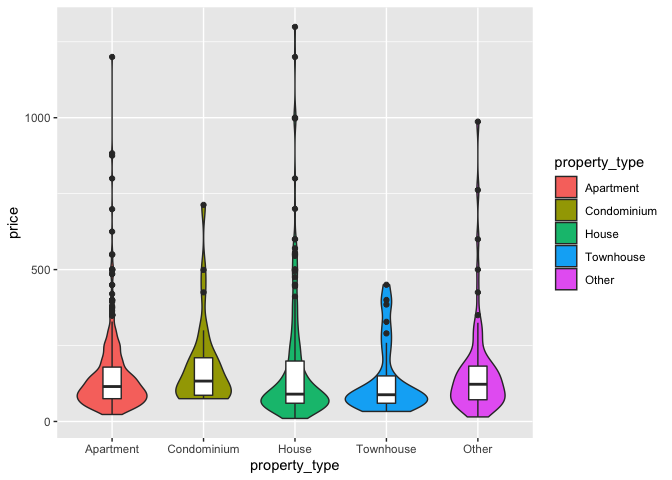 1000
500
0
price
Apartment Condominium House Townhouse Other
property_type
property_type
Apartment
Condominium
House
Townhouse
Other